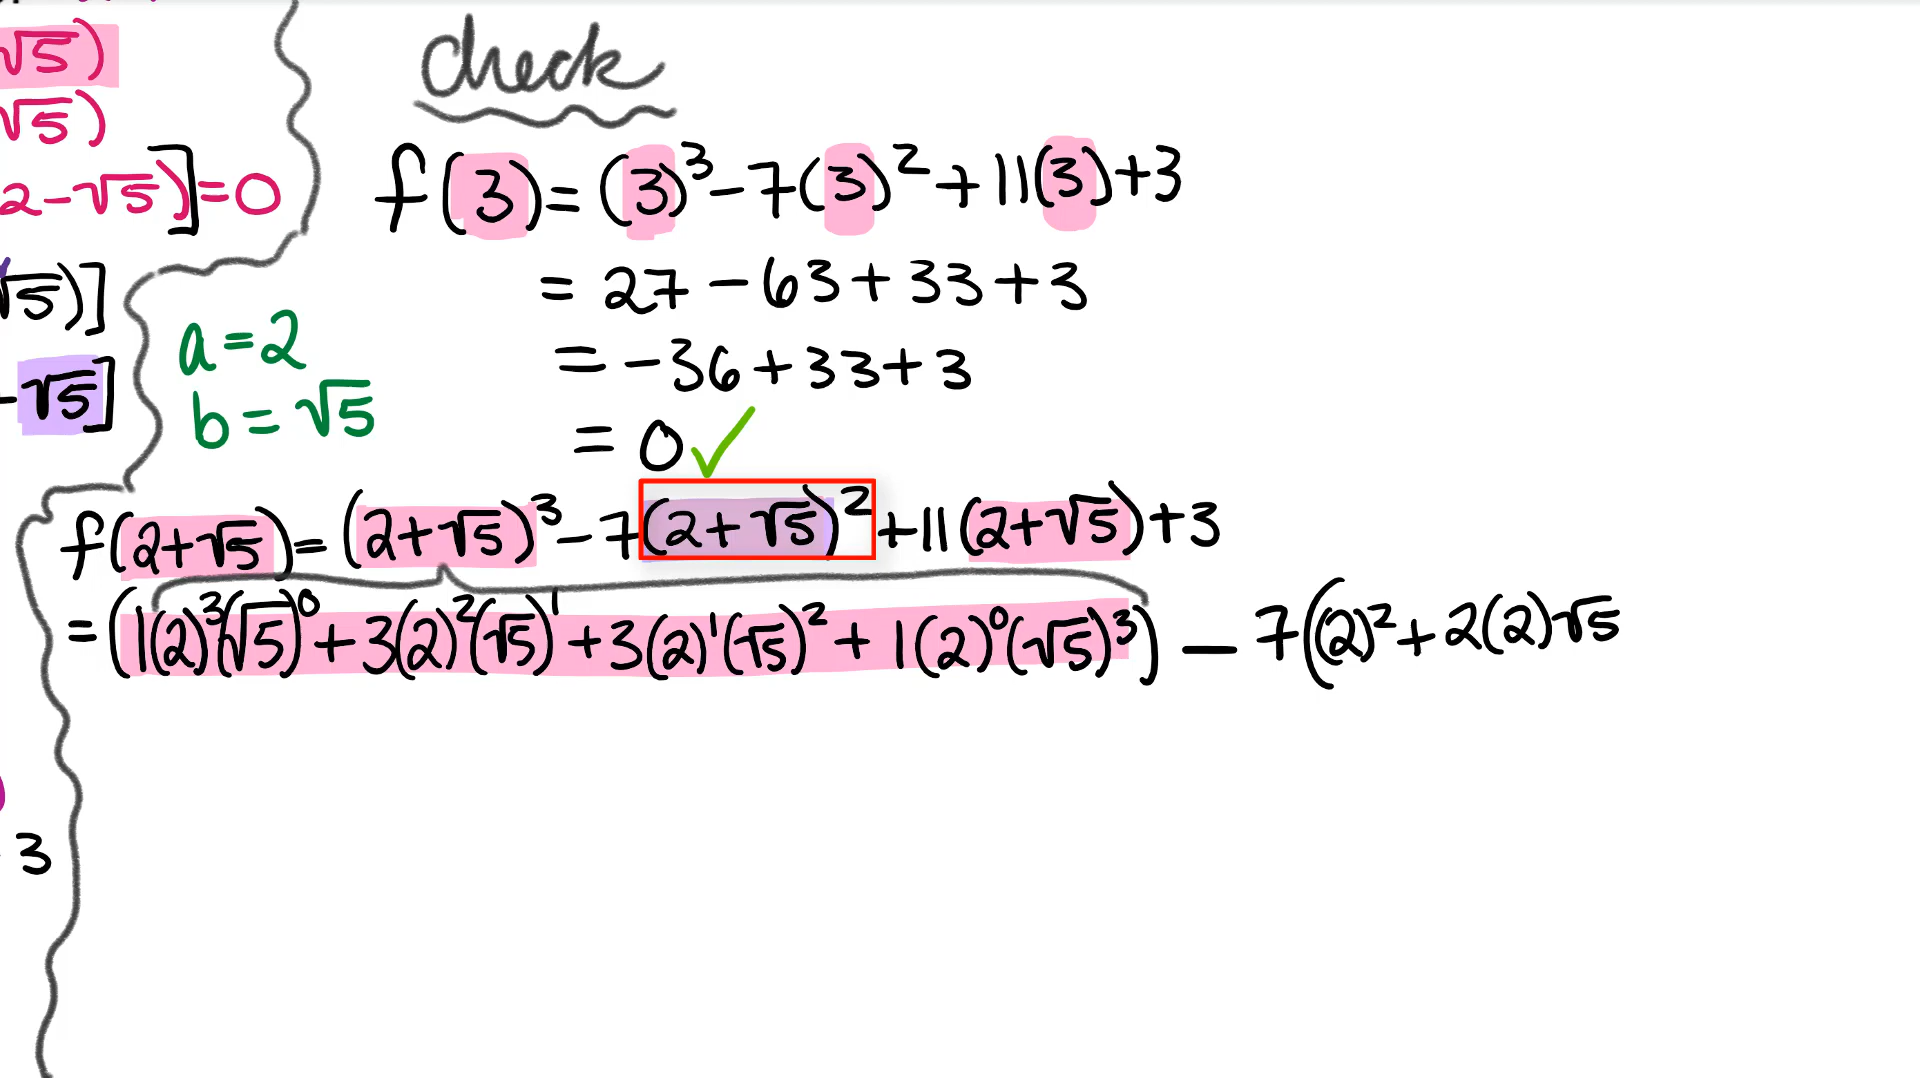 √5)
√5)
2-√5)]=0
√5)]
-√5]
a=2
b=√5
3
check
f(3)=(3)³-7(3)²+11(3)+3
=27-63+33+3
=-36+33+3
=0✓
f(2+√5)=(2+√5)³-7(2+√5)²+11(2+√5)+3
=(1(2)³(√5)⁰+3(2)²(√5)¹+3(2)¹(√5)²+1(2)⁰(√5)³)-7((2)²+2(2)√5